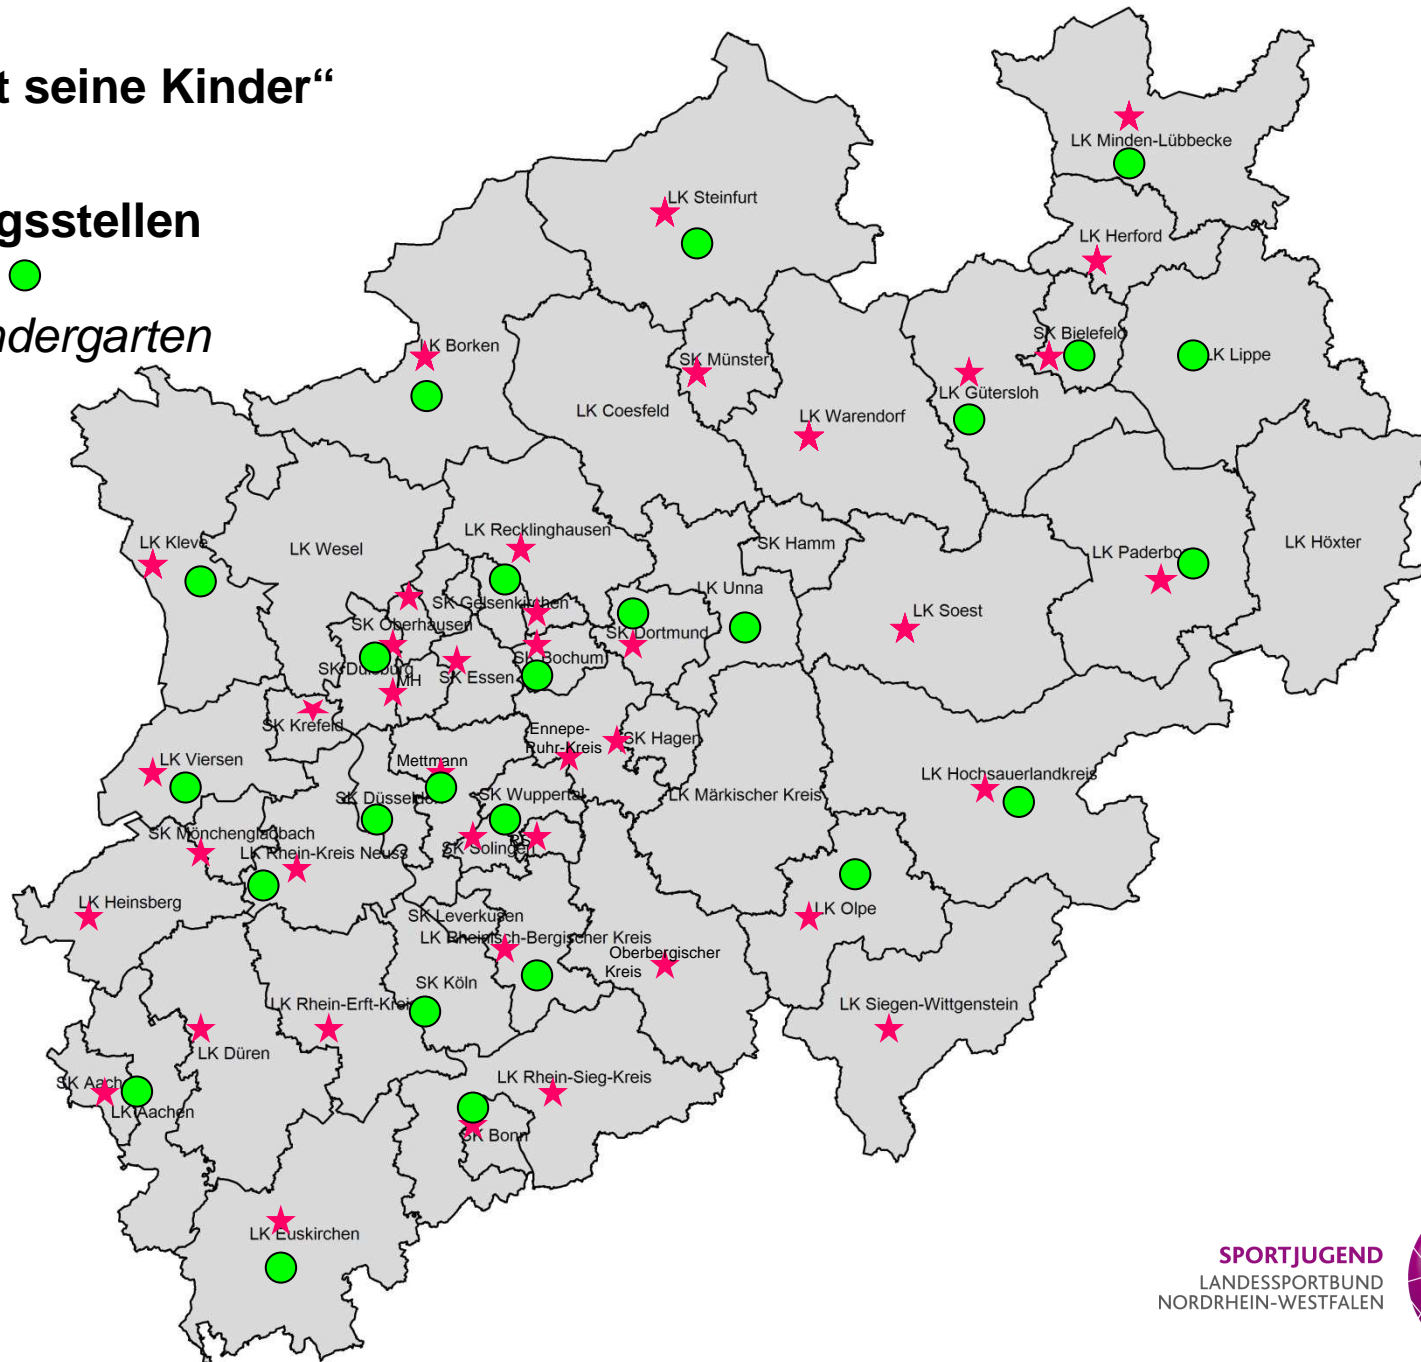 t seine Kinder“
gsstellen
ndergarten
LK Minden-Lübbecke
LK Steinfurt
LK Herford
LK Borken
SK Münster
SK Bielefeld
LK Lippe
LK Gütersloh
LK Coesfeld
LK Warendorf
LK Recklinghausen
LK Kleve
LK Wesel
SK Hamm
LK Paderbo
LK Höxter
LK Unna
SK Gelsenkirchen
LK Soest
SK Oberhausen
SK Dortmund
SK Bochum
SK Duisburg
MH
SK Essen
SK Krefeld
Ennepe-
Ruhr-Kreis
SK Hagen
LK Viersen
Mettmann
LK Hochsauerlandkreis
SK Düsseldor
SK Wuppertal
LK Märkischer Kreis
SK Mönchengladbach
LK Rhein-Kreis Neuss
SK Solingen
RS
LK Heinsberg
SK Leverkusen
LK Olpe
LK Rheinisch-Bergischer Kreis
Oberbergischer
Kreis
SK Köln
LK Rhein-Erft-Kreis
LK Siegen-Wittgenstein
LK Düren
SK Aach
LK Aachen
LK Rhein-Sieg-Kreis
SK Bonn
LK Euskirchen
SPORTJUGEND
LANDESSPORTBUND
NORDRHEIN-WESTFALEN